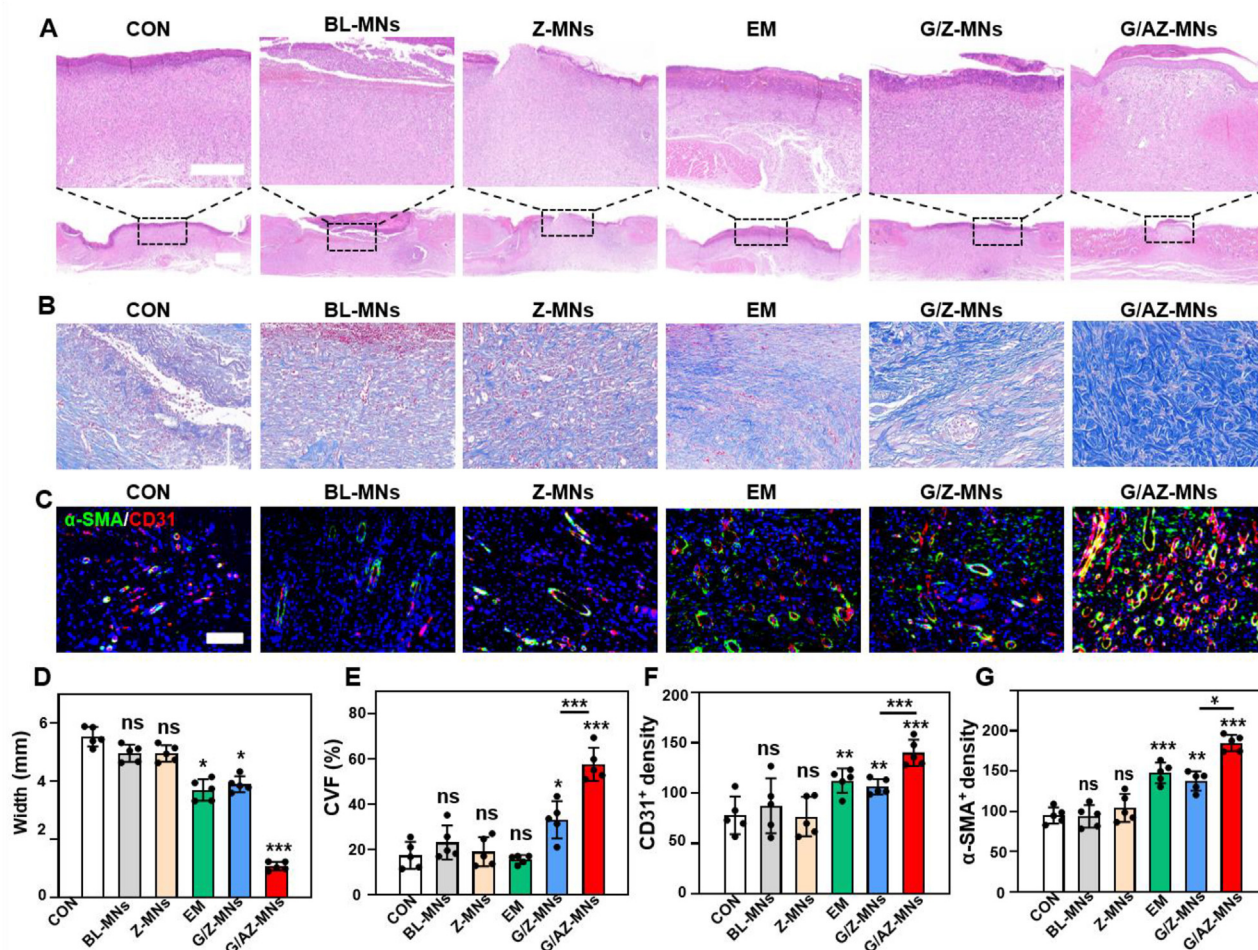 A
CON
BL-MNs
Z-MNs
EM
G/Z-MNs
G/AZ-MNs
B
CON
BL-MNs
Z-MNs
EM
G/Z-MNs
G/AZ-MNs
C
CON
BL-MNs
Z-MNs
EM
G/Z-MNs
G/AZ-MNs
α-SMA/CD31
D
Width (mm)
6
4
2
0
ns
ns
*
*
***
CON
BL-MNs
Z-MNs
EM
G/Z-MNs
G/AZ-MNs
E
CVF (%)
80
60
40
20
0
ns
ns
ns
*
***
***
CON
BL-MNs
Z-MNs
EM
G/Z-MNs
G/AZ-MNs
F
CD31⁺ density
200
150
100
50
0
ns
ns
**
**
***
***
CON
BL-MNs
Z-MNs
EM
G/Z-MNs
G/AZ-MNs
G
α-SMA⁺ density
250
200
150
100
50
0
ns
ns
***
**
*
***
CON
BL-MNs
Z-MNs
EM
G/Z-MNs
G/AZ-MNs